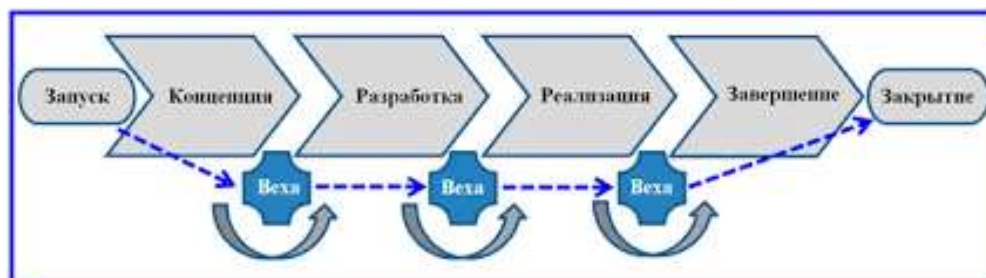 Запуск
Концепция
Разработка
Реализация
Завершение
Закрытие
Веха
Веха
Веха